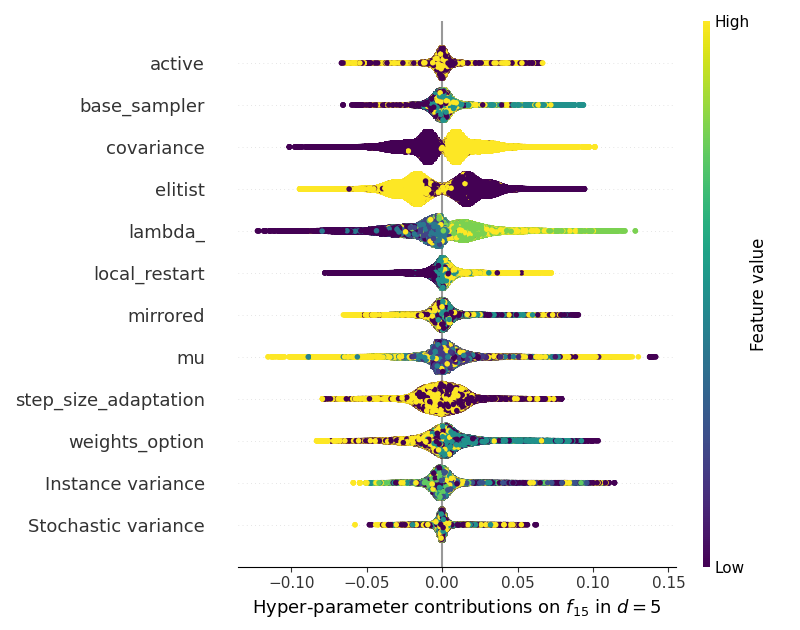 High
active
base_sampler
covariance
elitist
lambda_
local_restart
mirrored
mu
step_size_adaptation
weights_option
Instance variance
Stochastic variance
Feature value
Low
−0.10 −0.05 0.00 0.05 0.10 0.15
Hyper-parameter contributions on f₁₅ in d = 5